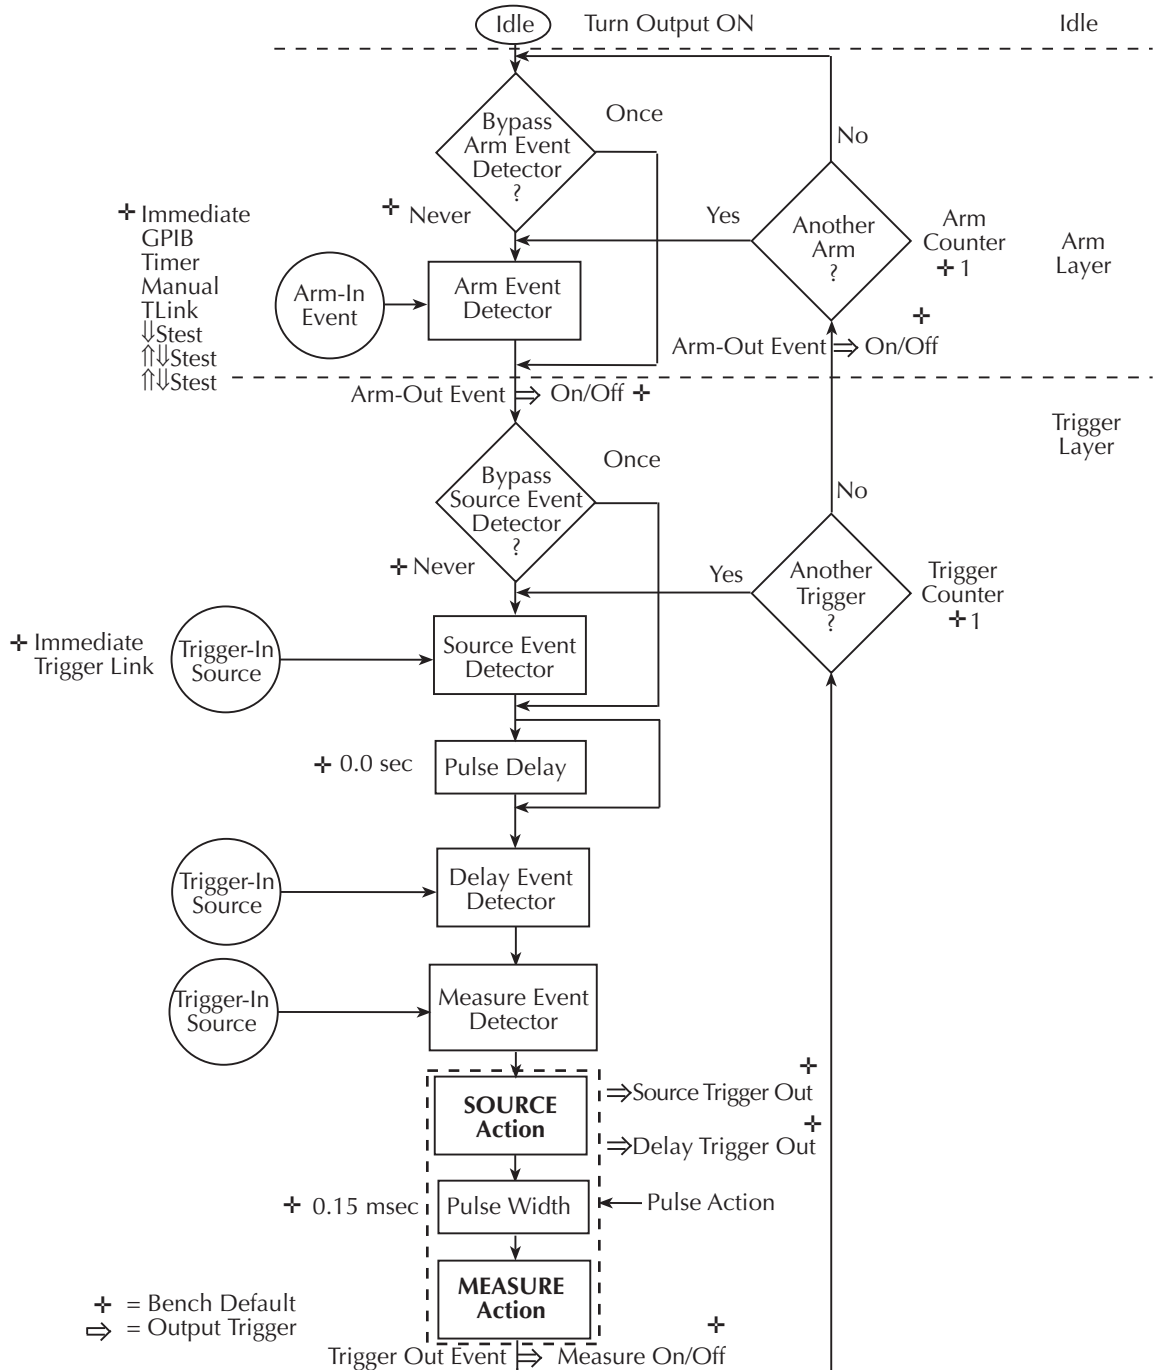 Idle
Turn Output ON
Idle
Bypass
Arm Event
Detector
?
Once
No
✛ Immediate
GPIB
Timer
Manual
TLink
⇓Stest
⇑⇓Stest
⇑⇓Stest
✛ Never
Yes
Another
Arm
?
Arm
Counter
✛ 1
Arm
Layer
Arm-In
Event
Arm Event
Detector
✛
Arm-Out Event ⇒ On/Off
Arm-Out Event ⇒ On/Off ✛
Trigger
Layer
Bypass
Source Event
Detector
?
Once
No
✛ Never
Yes
Another
Trigger
?
Trigger
Counter
✛ 1
✛ Immediate
Trigger Link
Trigger-In
Source
Source Event
Detector
✛ 0.0 sec
Pulse Delay
Trigger-In
Source
Delay Event
Detector
Trigger-In
Source
Measure Event
Detector
SOURCE
Action
✛
⇒Source Trigger Out
✛
⇒Delay Trigger Out
✛ 0.15 msec
Pulse Width
Pulse Action
MEASURE
Action
✛ = Bench Default
⇒ = Output Trigger
✛
Trigger Out Event ⇒ Measure On/Off